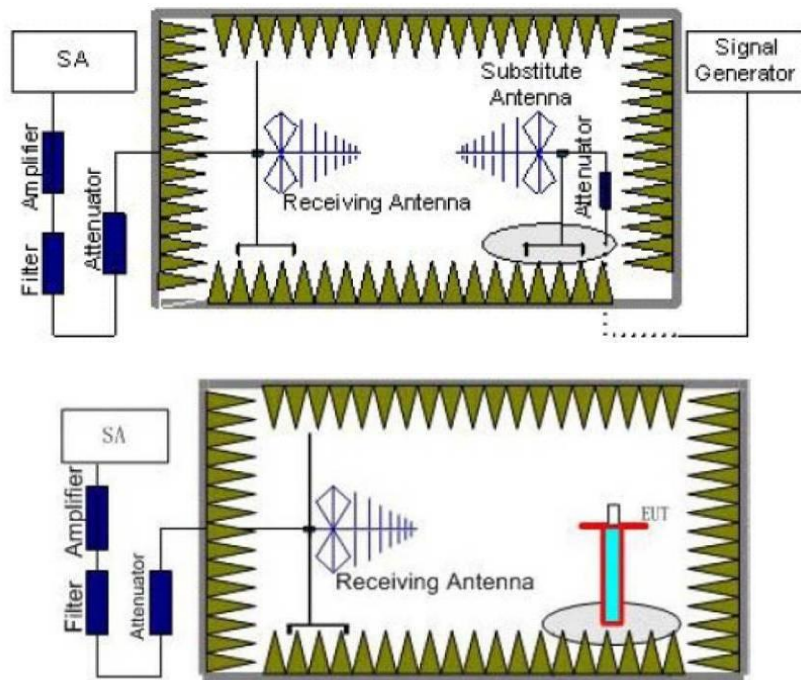 SA
Signal
Generator
Substitute
Antenna
Amplifier
Attenuator
Filter
Receiving Antenna
Attenuator
SA
Amplifier
Filter
Attenuator
Receiving Antenna
EUT